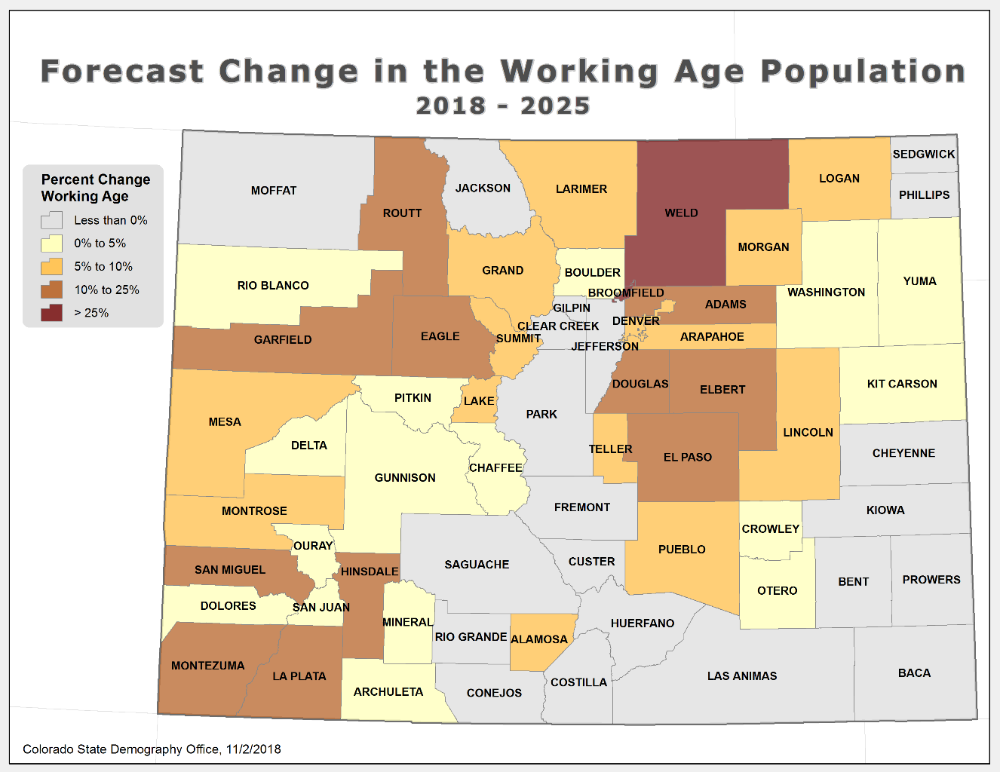 Forecast Change in the Working Age Population
2018 - 2025
Percent Change
Working Age
Less than 0%
0% to 5%
5% to 10%
10% to 25%
> 25%
MOFFAT
ROUTT
JACKSON
LARIMER
WELD
LOGAN
SEDGWICK
PHILLIPS
MORGAN
RIO BLANCO
GRAND
BOULDER
BROOMFIELD
WASHINGTON
YUMA
GARFIELD
EAGLE
SUMMIT
GILPIN
CLEAR CREEK
JEFFERSON
DENVER
ADAMS
ARAPAHOE
MESA
PITKIN
LAKE
PARK
DOUGLAS
ELBERT
KIT CARSON
DELTA
GUNNISON
CHAFFEE
TELLER
EL PASO
LINCOLN
CHEYENNE
MONTROSE
FREMONT
KIOWA
OURAY
CROWLEY
SAN MIGUEL
HINSDALE
SAGUACHE
CUSTER
PUEBLO
OTERO
BENT
PROWERS
DOLORES
SAN JUAN
MINERAL
RIO GRANDE
ALAMOSA
HUERFANO
MONTEZUMA
LA PLATA
ARCHULETA
CONEJOS
COSTILLA
LAS ANIMAS
BACA
Colorado State Demography Office, 11/2/2018